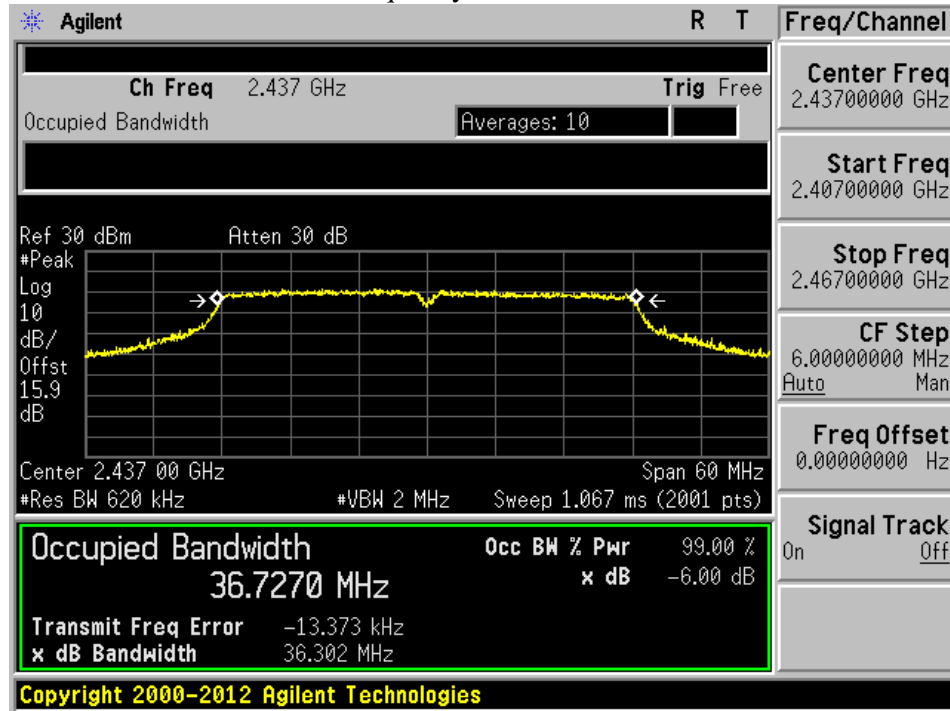 Agilent R T Freq/Channel
Ch Freq 2.437 GHz Trig Free
Occupied Bandwidth Averages: 10
Center Freq
2.43700000 GHz
Start Freq
2.40700000 GHz
Stop Freq
2.46700000 GHz
CF Step
6.00000000 MHz
Auto Man
Freq Offset
0.00000000 Hz
Signal Track
On Off
Ref 30 dBm Atten 30 dB
#Peak
Log
10
dB/
Offst
15.9
dB
Center 2.437 00 GHz Span 60 MHz
#Res BW 620 kHz #VBW 2 MHz Sweep 1.067 ms (2001 pts)
Occupied Bandwidth Occ BW % Pwr 99.00 %
36.7270 MHz x dB -6.00 dB
Transmit Freq Error -13.373 kHz
x dB Bandwidth 36.302 MHz
Copyright 2000-2012 Agilent Technologies